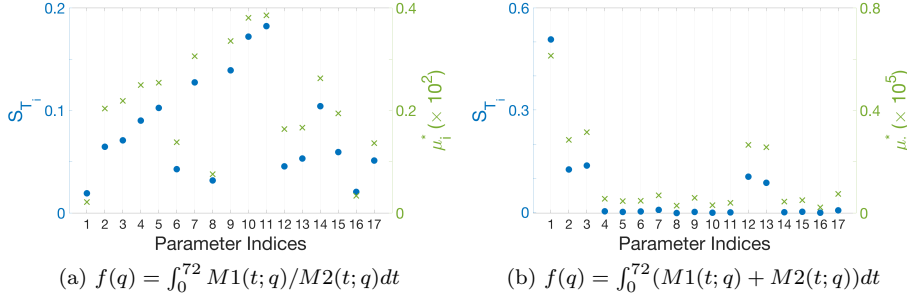 0.2 0.4 0.6 0.8
S_{T_i} 0.1 0.2 μ_i^* (× 10^2) S_{T_i} 0.3 0.4 μ_.^* (× 10^5)
0 0 0 0
1 2 3 4 5 6 7 8 9 10 11 12 13 14 15 16 17 1 2 3 4 5 6 7 8 9 10 11 12 13 14 15 16 17
Parameter Indices Parameter Indices
(a) f(q) = ∫_0^{72} M1(t; q)/M2(t; q)dt (b) f(q) = ∫_0^{72}(M1(t; q) + M2(t; q))dt